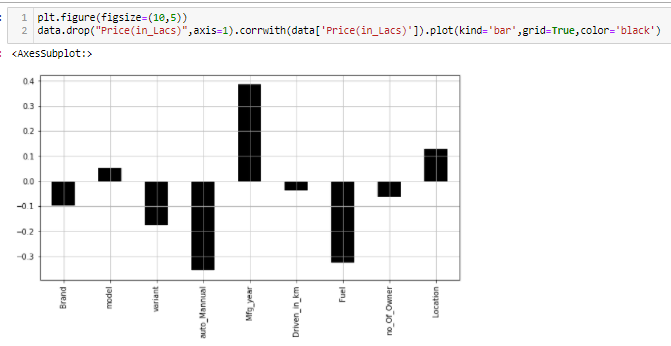 1 plt.figure(figsize=(10,5))
2 data.drop("Price(in_Lacs)",axis=1).corrwith(data['Price(in_Lacs)']).plot(kind='bar',grid=True,color='black')
<AxesSubplot:>
0.4
0.3
0.2
0.1
0.0
−0.1
−0.2
−0.3
Brand
model
variant
auto_Mannual
Mfg_year
Driven_in_km
Fuel
no_Of_Owner
Location